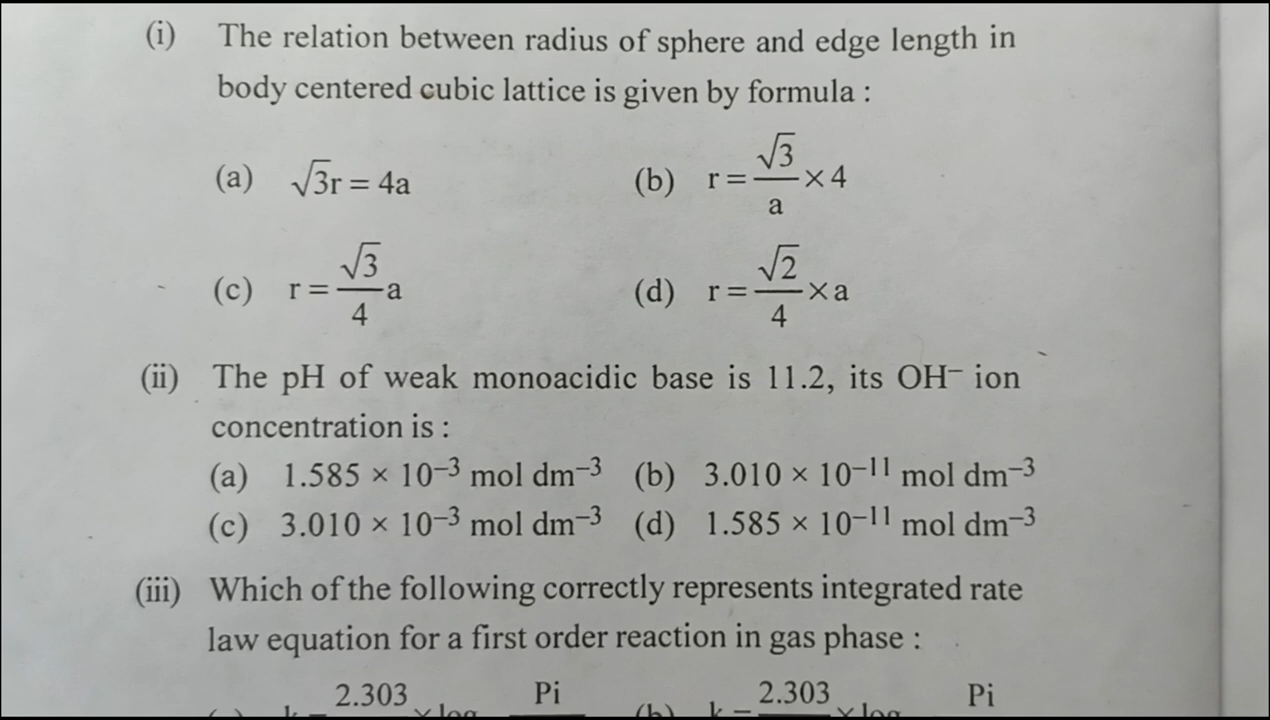 (i) The relation between radius of sphere and edge length in
body centered cubic lattice is given by formula :
(a) √3r = 4a (b) r = √3/a × 4
(c) r = √3/4 a (d) r = √2/4 × a
(ii) The pH of weak monoacidic base is 11.2, its OH⁻ ion
concentration is :
(a) 1.585 × 10⁻³ mol dm⁻³ (b) 3.010 × 10⁻¹¹ mol dm⁻³
(c) 3.010 × 10⁻³ mol dm⁻³ (d) 1.585 × 10⁻¹¹ mol dm⁻³
(iii) Which of the following correctly represents integrated rate
law equation for a first order reaction in gas phase :
2.303 Pi 2.303 Pi